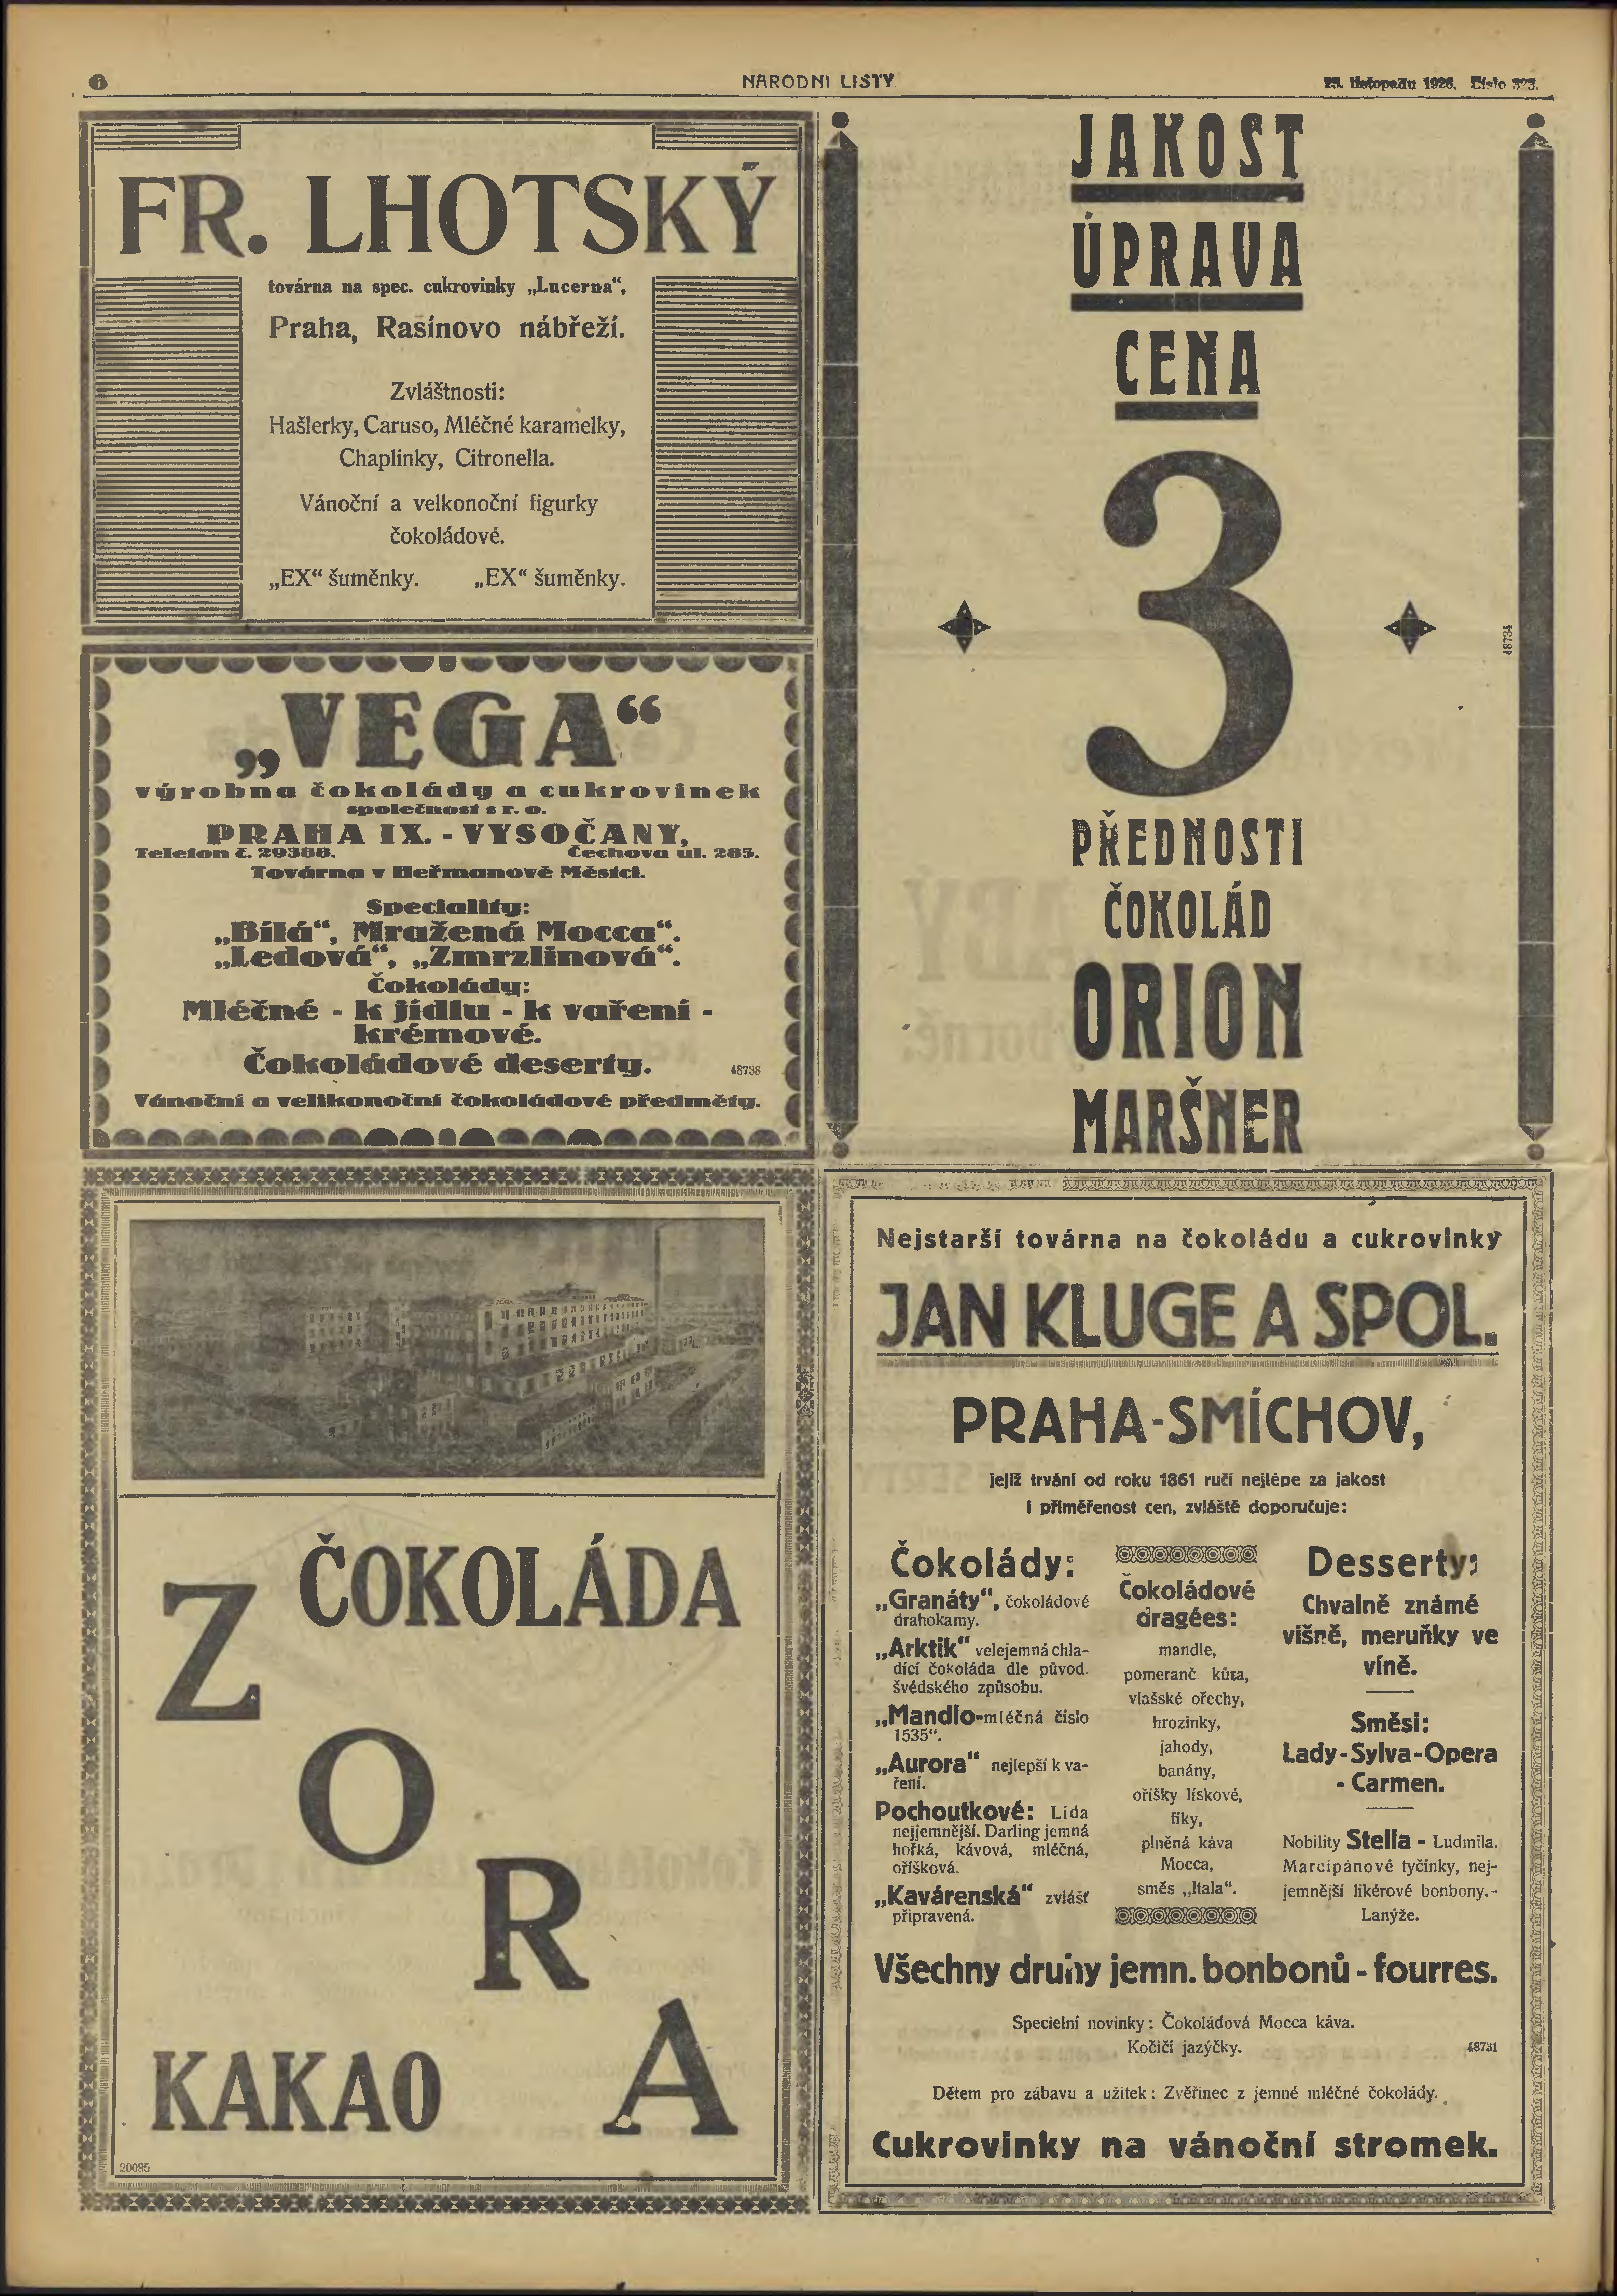 6
NARODNI LISTY
25. listopadu 1926. Číslo 323.
FR. LHOTSKÝ
továrna na spec. cukrovinky „Lucerna“,
Praha, Rašínovo nábřeží.
Zvláštnosti:
Hašlerky, Caruso, Mléčné karamelky,
Chaplinky, Citronella.
Vánoční a velkonoční figurky
čokoládové.
„EX“ šuměnky. „EX“ šuměnky.
„VEGA“
výrobna čokolády a cukrovinek
společnost s r. o.
PRAHA IX. - VYSOČANY,
Telefon č. 29388. Čechova ul. 285.
Továrna v Heřmanově Městci.
Speciality:
„Bílá“, Mražená Mocca“.
„Ledová“, „Zmrzlinová“.
Čokolády:
Mléčné - k jídlu - k vaření -
krémové.
Čokoládové deserty.
48738
Vánoční a velikonoční čokoládové předměty.
JAKOST
ÚPRAVA
CENA
3
48734
PŘEDNOSTI
ČOKOLÁD
ORION
MARŠNER
ČOKOLÁDA
Z
O
R
A
KAKAO
20085
Nejstarší továrna na čokoládu a cukrovinky
JAN KLUGE A SPOL.
PRAHA-SMÍCHOV,
jejíž trvání od roku 1861 ručí nejlépe za jakost
i přiměřenost cen, zvláště doporučuje:
Čokolády:
„Granáty“, čokoládové
drahokamy.
„Arktik“ velejemná chla-
dící čokoláda dle původ.
švédského způsobu.
„Mandlo-mléčná číslo
1535“.
„Aurora“ nejlepší k va-
ření.
Pochoutkové: Lida
nejjemnější. Darling jemná
hořká, kávová, mléčná,
oříšková.
„Kavárenská“ zvlášť
připravená.
Čokoládové
dragées:
mandle,
pomeranč. kůra,
vlašské ořechy,
hrozinky,
jahody,
banány,
oříšky lískové,
fíky,
plněná káva
Mocca,
směs „Itala“.
Desserty:
Chvalně známé
višně, meruňky ve
víně.
Směsi:
Lady-Sylva-Opera
- Carmen.
Nobility Stella - Ludmila.
Marcipánové tyčinky, nej-
jemnější likérové bonbony.-
Lanýže.
Všechny druhy jemn. bonbonů - fourres.
Specielní novinky: Čokoládová Mocca káva.
Kočičí jazýčky.
48731
Dětem pro zábavu a užitek: Zvěřinec z jemné mléčné čokolády.
Cukrovinky na vánoční stromek.